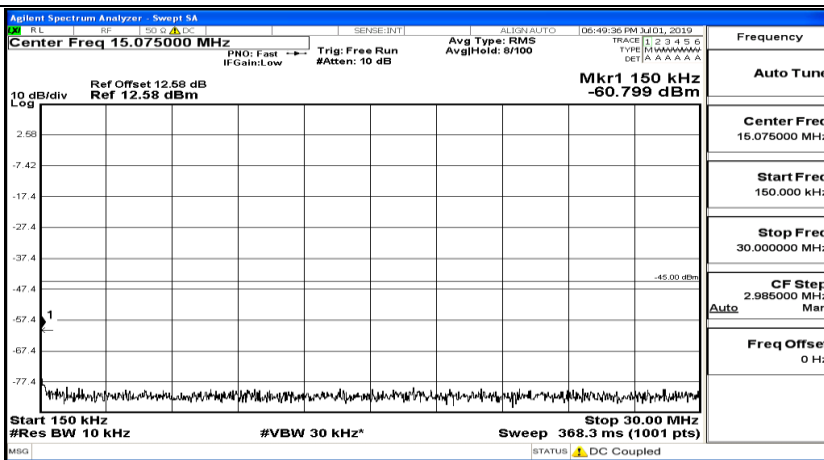 Agilent Spectrum Analyzer - Swept SA
LXI RL RF 50 Ω DC SENSE:INT ALIGN AUTO 06:49:36 PM Jul 01, 2019
Center Freq 15.075000 MHz
PNO: Fast
IFGain:Low
Trig: Free Run
#Atten: 10 dB
Avg Type: RMS
Avg|Hold: 8/100
TRACE 1 2 3 4 5 6
TYPE M
DET A A A A A A
Ref Offset 12.58 dB
10 dB/div Ref 12.58 dBm
Log
Mkr1 150 kHz
-60.799 dBm
2.58
-7.42
-17.4
-27.4
-37.4
-45.00 dBm
-47.4
1
-57.4
-67.4
-77.4
Start 150 kHz Stop 30.00 MHz
#Res BW 10 kHz #VBW 30 kHz* Sweep 368.3 ms (1001 pts)
MSG STATUS DC Coupled
Frequency
Auto Tune
Center Freq
15.075000 MHz
Start Freq
150.000 kHz
Stop Freq
30.000000 MHz
CF Step
2.985000 MHz
Auto Man
Freq Offset
0 Hz